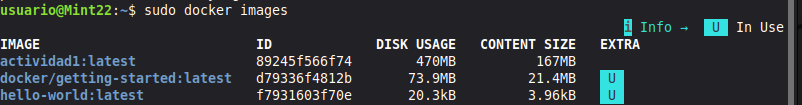 usuario@Mint22:~$ sudo docker images
i Info → U In Use
IMAGE ID DISK USAGE CONTENT SIZE EXTRA
actividad1:latest 89245f566f74 470MB 167MB
docker/getting-started:latest d79336f4812b 73.9MB 21.4MB U
hello-world:latest f7931603f70e 20.3kB 3.96kB U